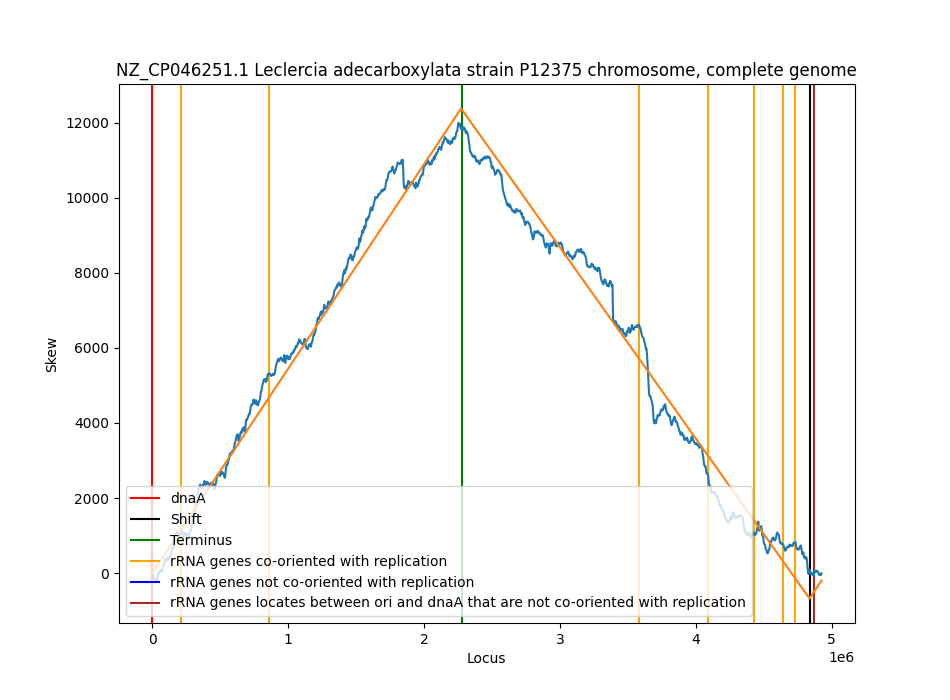 NZ_CP046251.1 Leclercia adecarboxylata strain P12375 chromosome, complete genome
Skew
12000
10000
8000
6000
4000
2000
0
dnaA
Shift
Terminus
rRNA genes co-oriented with replication
rRNA genes not co-oriented with replication
rRNA genes locates between ori and dnaA that are not co-oriented with replication
0 1 2 3 4 5
1e6
Locus